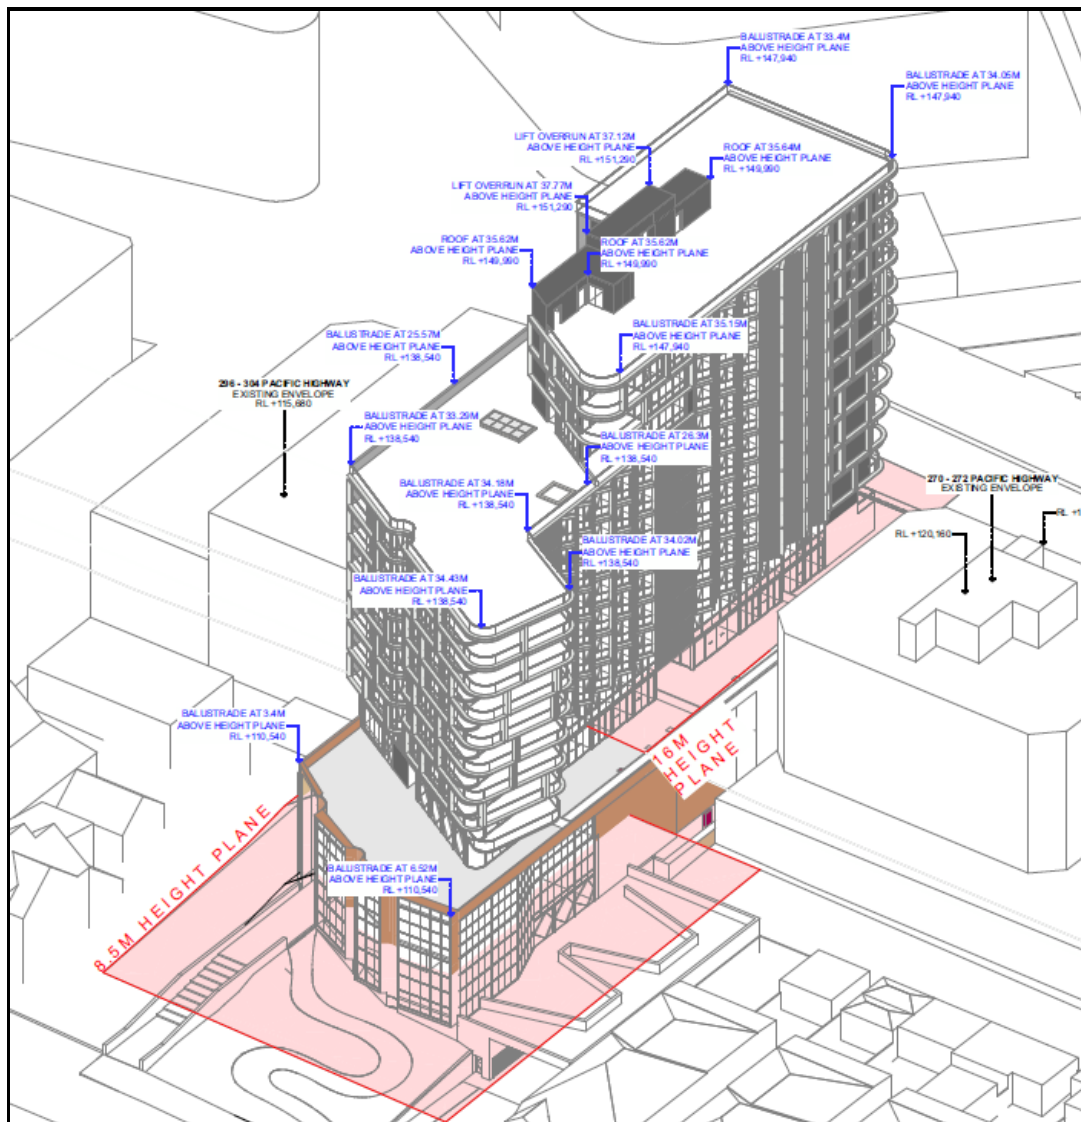 BALUSTRADE AT 33.4M
ABOVE HEIGHT PLANE
RL +147,940
BALUSTRADE AT 34.05M
ABOVE HEIGHT PLANE
RL +147,940
LIFT OVERRUN AT 37.12M
ABOVE HEIGHT PLANE
RL +151,290
ROOF AT 35.64M
ABOVE HEIGHT PLANE
RL +149,990
LIFT OVERRUN AT 37.77M
ABOVE HEIGHT PLANE
RL +151,290
ROOF AT 35.62M
ABOVE HEIGHT PLANE
RL +149,990
ROOF AT 35.62M
ABOVE HEIGHT PLANE
RL +149,990
BALUSTRADE AT 25.57M
ABOVE HEIGHT PLANE
RL +138,540
BALUSTRADE AT 35.15M
ABOVE HEIGHT PLANE
RL +147,940
296 - 304 PACIFIC HIGHWAY
EXISTING ENVELOPE
RL +115,680
BALUSTRADE AT 33.29M
ABOVE HEIGHT PLANE
RL +138,540
BALUSTRADE AT 26.3M
ABOVE HEIGHT PLANE
RL +138,540
BALUSTRADE AT 34.18M
ABOVE HEIGHT PLANE
RL +138,540
270 - 272 PACIFIC HIGHWAY
EXISTING ENVELOPE
RL +1
RL +120,160
BALUSTRADE AT 34.02M
ABOVE HEIGHT PLANE
RL +138,540
BALUSTRADE AT 34.43M
ABOVE HEIGHT PLANE
RL +138,540
BALUSTRADE AT 3.4M
ABOVE HEIGHT PLANE
RL +110,540
16M
HEIGHT
PLANE
8.5M HEIGHT PLANE
BALUSTRADE AT 6.52M
ABOVE HEIGHT PLANE
RL +110,540